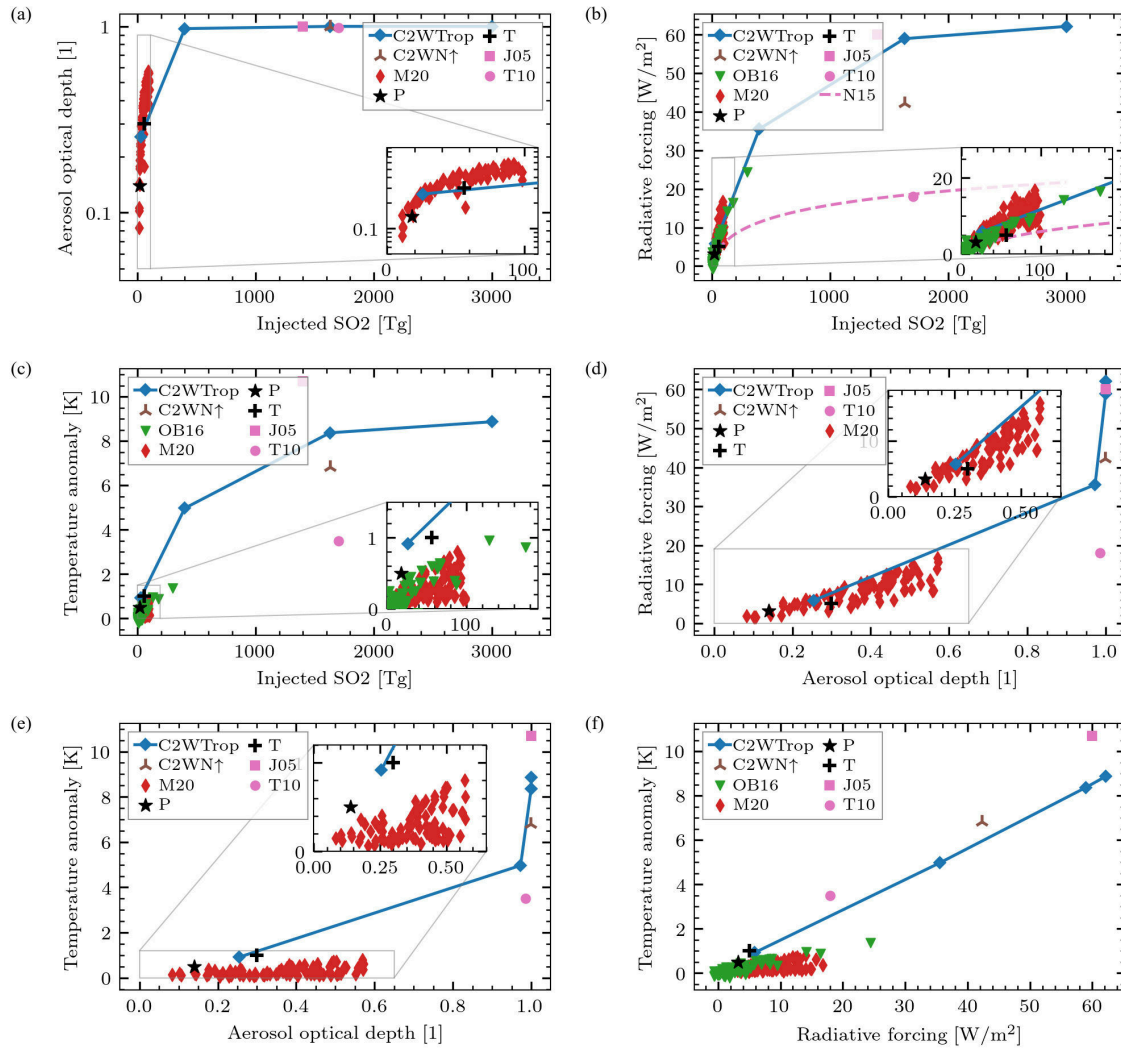 (a)
Aerosol optical depth [1]
1
0.1
C2WTrop
C2WN↑
M20
P
T
J05
T10
0.1
0
100
0
1000
2000
3000
Injected SO2 [Tg]
(b)
Radiative forcing [W/m²]
60
50
40
30
20
10
0
C2WTrop
C2WN↑
OB16
M20
P
T
J05
T10
N15
20
0
0
100
0
1000
2000
3000
Injected SO2 [Tg]
(c)
Temperature anomaly [K]
10
8
6
4
2
0
C2WTrop
C2WN↑
OB16
M20
P
T
J05
T10
1
0
0
100
0
1000
2000
3000
Injected SO2 [Tg]
(d)
Radiative forcing [W/m²]
60
50
40
30
20
10
0
C2WTrop
C2WN↑
P
T
J05
T10
M20
10
0
0.00
0.25
0.50
0.0
0.2
0.4
0.6
0.8
1.0
Aerosol optical depth [1]
(e)
Temperature anomaly [K]
10
8
6
4
2
0
C2WTrop
C2WN↑
M20
P
T
J05
T10
1
0
0.00
0.25
0.50
0.0
0.2
0.4
0.6
0.8
1.0
Aerosol optical depth [1]
(f)
Temperature anomaly [K]
10
8
6
4
2
0
C2WTrop
C2WN↑
OB16
M20
P
T
J05
T10
0
10
20
30
40
50
60
Radiative forcing [W/m²]